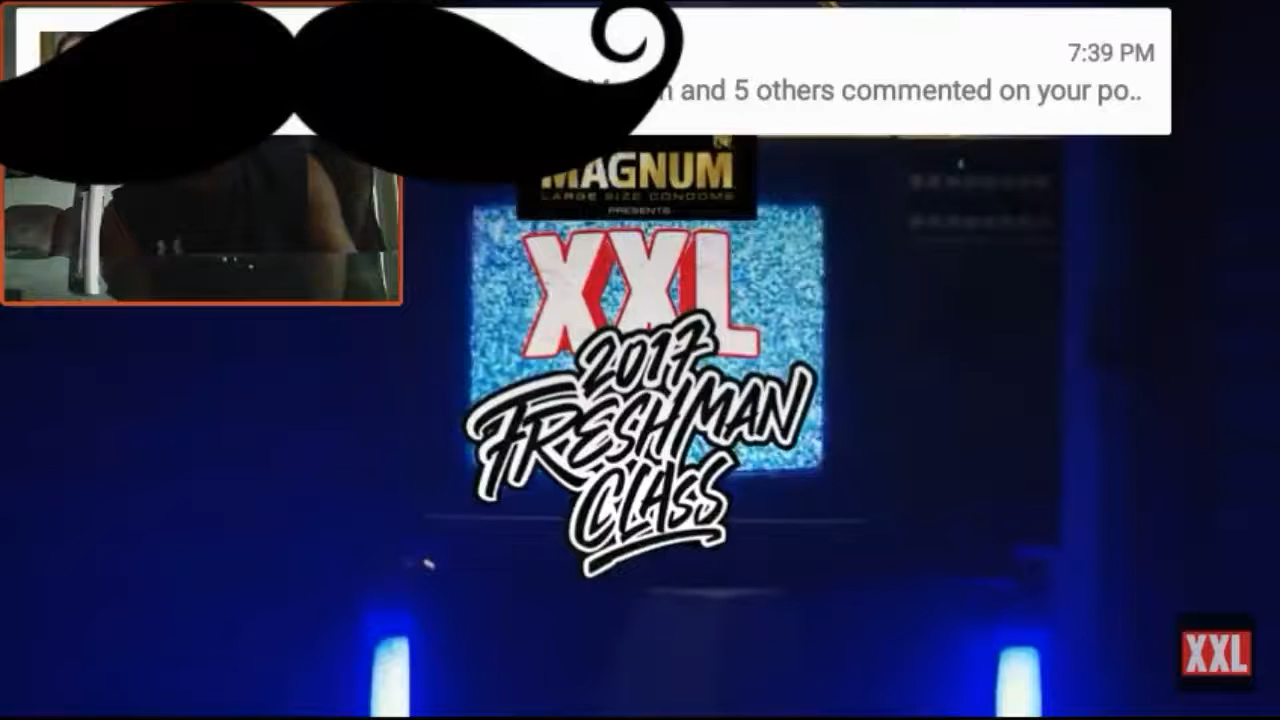 7:39 PM
and 5 others commented on your po..
MAGNUM
LARGE SIZE CONDOMS
PRESENTS
XXL
2017
FRESHMAN
CLASS
XXL